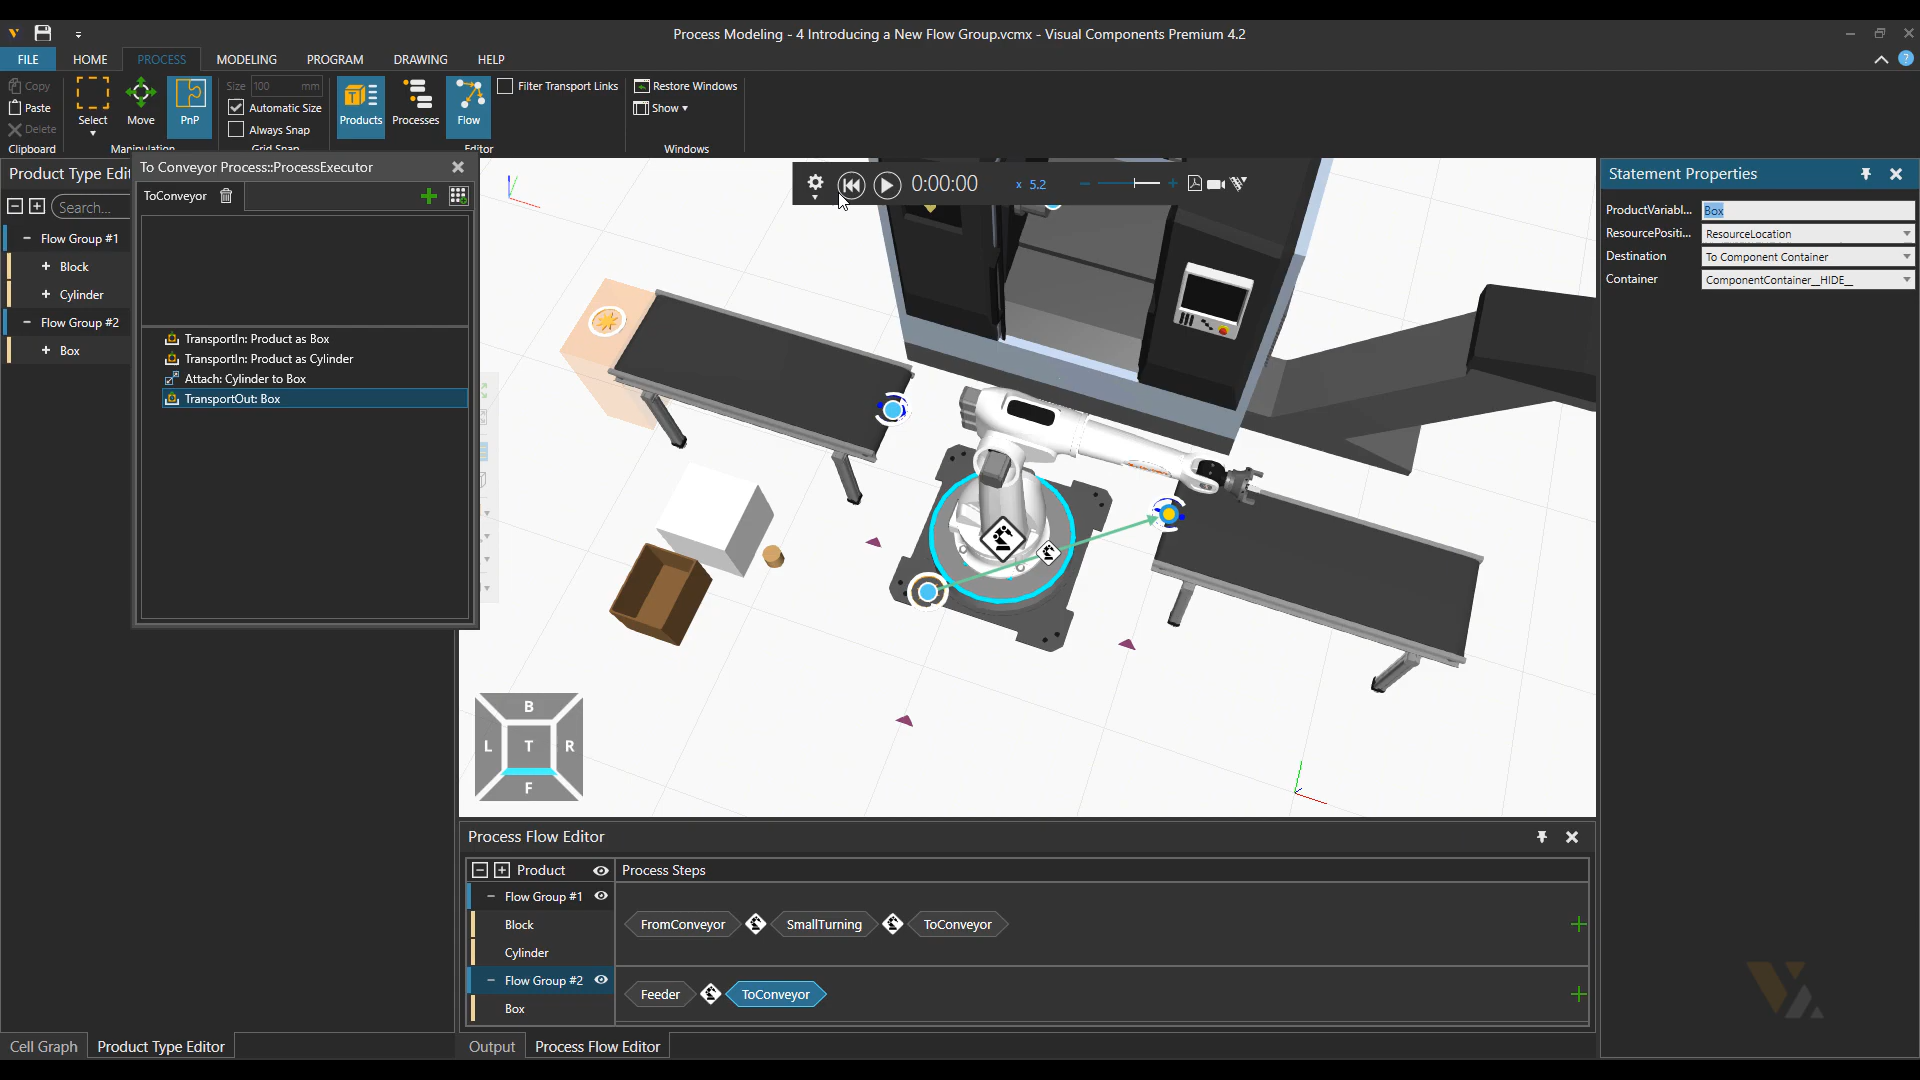 Process Modeling - 4 Introducing a New Flow Group.vcmx - Visual Components Premium 4.2
FILE HOME PROCESS MODELING PROGRAM DRAWING HELP
Copy
Paste
Delete
Clipboard
Select
Move
PnP
Manipulation
Size 100 mm
Automatic Size
Always Snap
Grid Snap
Products
Processes
Flow
Editor
Filter Transport Links
Restore Windows
Show
Windows
Product Type Edit
Search...
Flow Group #1
Block
Cylinder
Flow Group #2
Box
To Conveyor Process::ProcessExecutor
ToConveyor
TransportIn: Product as Box
TransportIn: Product as Cylinder
Attach: Cylinder to Box
TransportOut: Box
0:00:00
x 5.2
B
L T R
F
Statement Properties
ProductVariabl... Box
ResourcePositi... ResourceLocation
Destination To Component Container
Container ComponentContainer__HIDE__
Process Flow Editor
Product Process Steps
Flow Group #1
Block
Cylinder
FromConveyor SmallTurning ToConveyor
Flow Group #2
Box
Feeder ToConveyor
Cell Graph Product Type Editor
Output Process Flow Editor